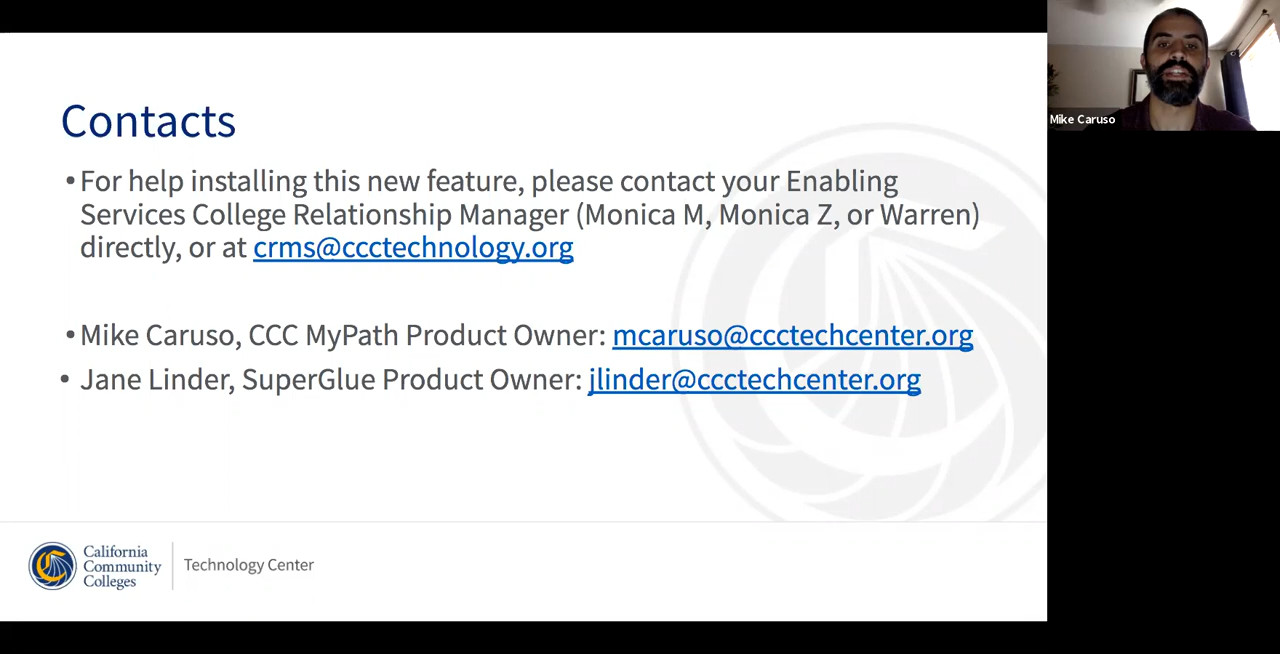 Contacts
• For help installing this new feature, please contact your Enabling
Services College Relationship Manager (Monica M, Monica Z, or Warren)
directly, or at crms@ccctechnology.org
• Mike Caruso, CCC MyPath Product Owner: mcaruso@ccctechcenter.org
• Jane Linder, SuperGlue Product Owner: jlinder@ccctechcenter.org
California
Community
Colleges
Technology Center
Mike Caruso